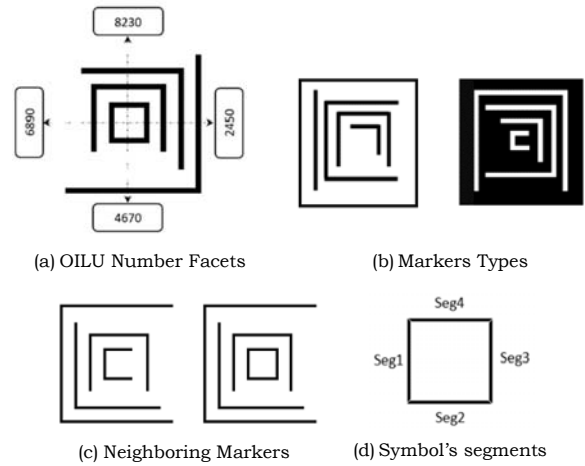 8230
6890
2450
4670
(a) OILU Number Facets
(b) Markers Types
Seg4
Seg1
Seg3
Seg2
(c) Neighboring Markers
(d) Symbol's segments